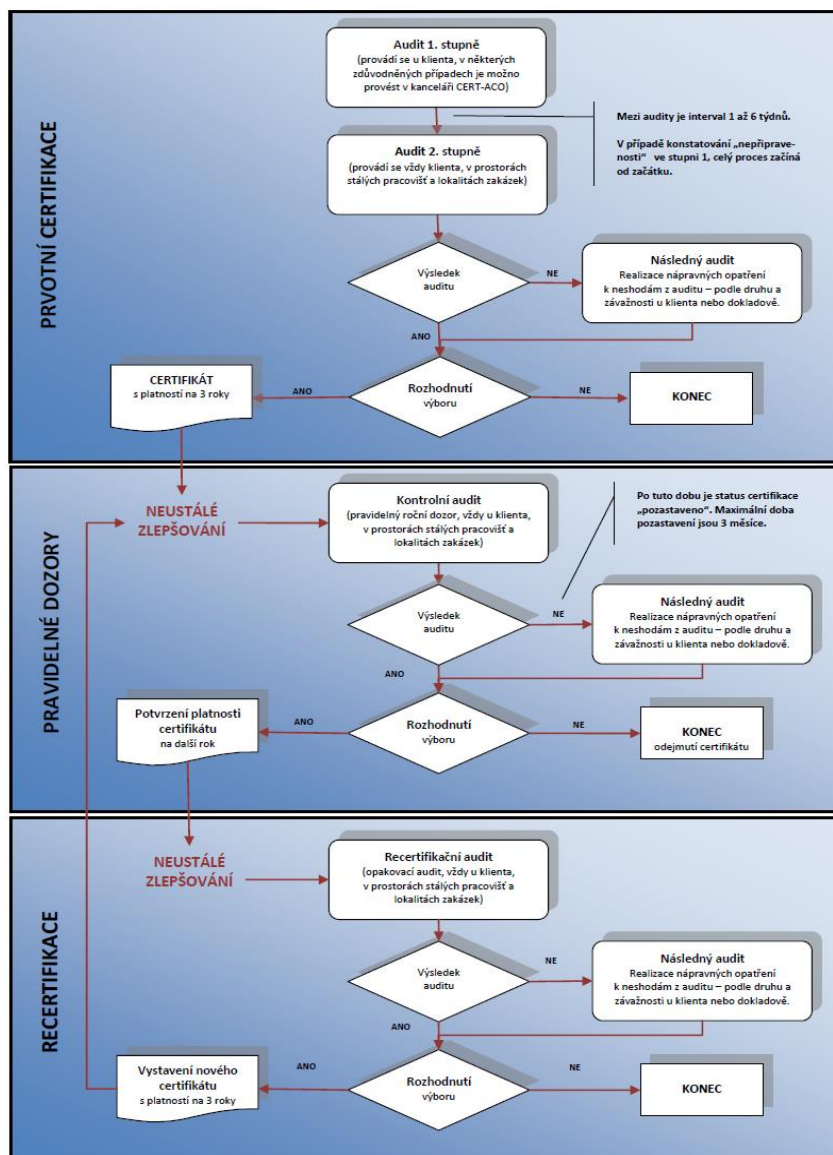 PRVOTNÍ CERTIFIKACE
Audit 1. stupně
(provádí se u klienta, v některých
zdůvodněných případech je možno
provést v kanceláři CERT-ACO)
Mezi audity je interval 1 až 6 týdnů.
V případě konstatování „nepřiprave-
nosti“ ve stupni 1, celý proces začíná
od začátku.
Audit 2. stupně
(provádí se vždy klienta, v prostorách
stálých pracovišť a lokalitách zakázek)
Výsledek
auditu
NE
Následný audit
Realizace nápravných opatření
k neshodám z auditu – podle druhu a
závažnosti u klienta nebo dokladově.
ANO
Rozhodnutí
výboru
ANO
CERTIFIKÁT
s platností na 3 roky
NE
KONEC
PRAVIDELNÉ DOZORY
NEUSTÁLÉ
ZLEPŠOVÁNÍ
Kontrolní audit
(pravidelný roční dozor, vždy u klienta,
v prostorách stálých pracovišť a
lokalitách zakázek)
Po tuto dobu je status certifikace
„pozastaveno“. Maximální doba
pozastavení jsou 3 měsíce.
Výsledek
auditu
NE
Následný audit
Realizace nápravných opatření
k neshodám z auditu – podle druhu a
závažnosti u klienta nebo dokladově.
ANO
Rozhodnutí
výboru
ANO
Potvrzení platnosti
certifikátu
na další rok
NE
KONEC
odejmutí certifikátu
RECERTIFIKACE
NEUSTÁLÉ
ZLEPŠOVÁNÍ
Recertifikační audit
(opakovací audit, vždy u klienta,
v prostorách stálých pracovišť a
lokalitách zakázek)
Výsledek
auditu
NE
Následný audit
Realizace nápravných opatření
k neshodám z auditu – podle druhu a
závažnosti u klienta nebo dokladově.
ANO
Rozhodnutí
výboru
ANO
Vystavení nového
certifikátu
s platností na 3 roky
NE
KONEC